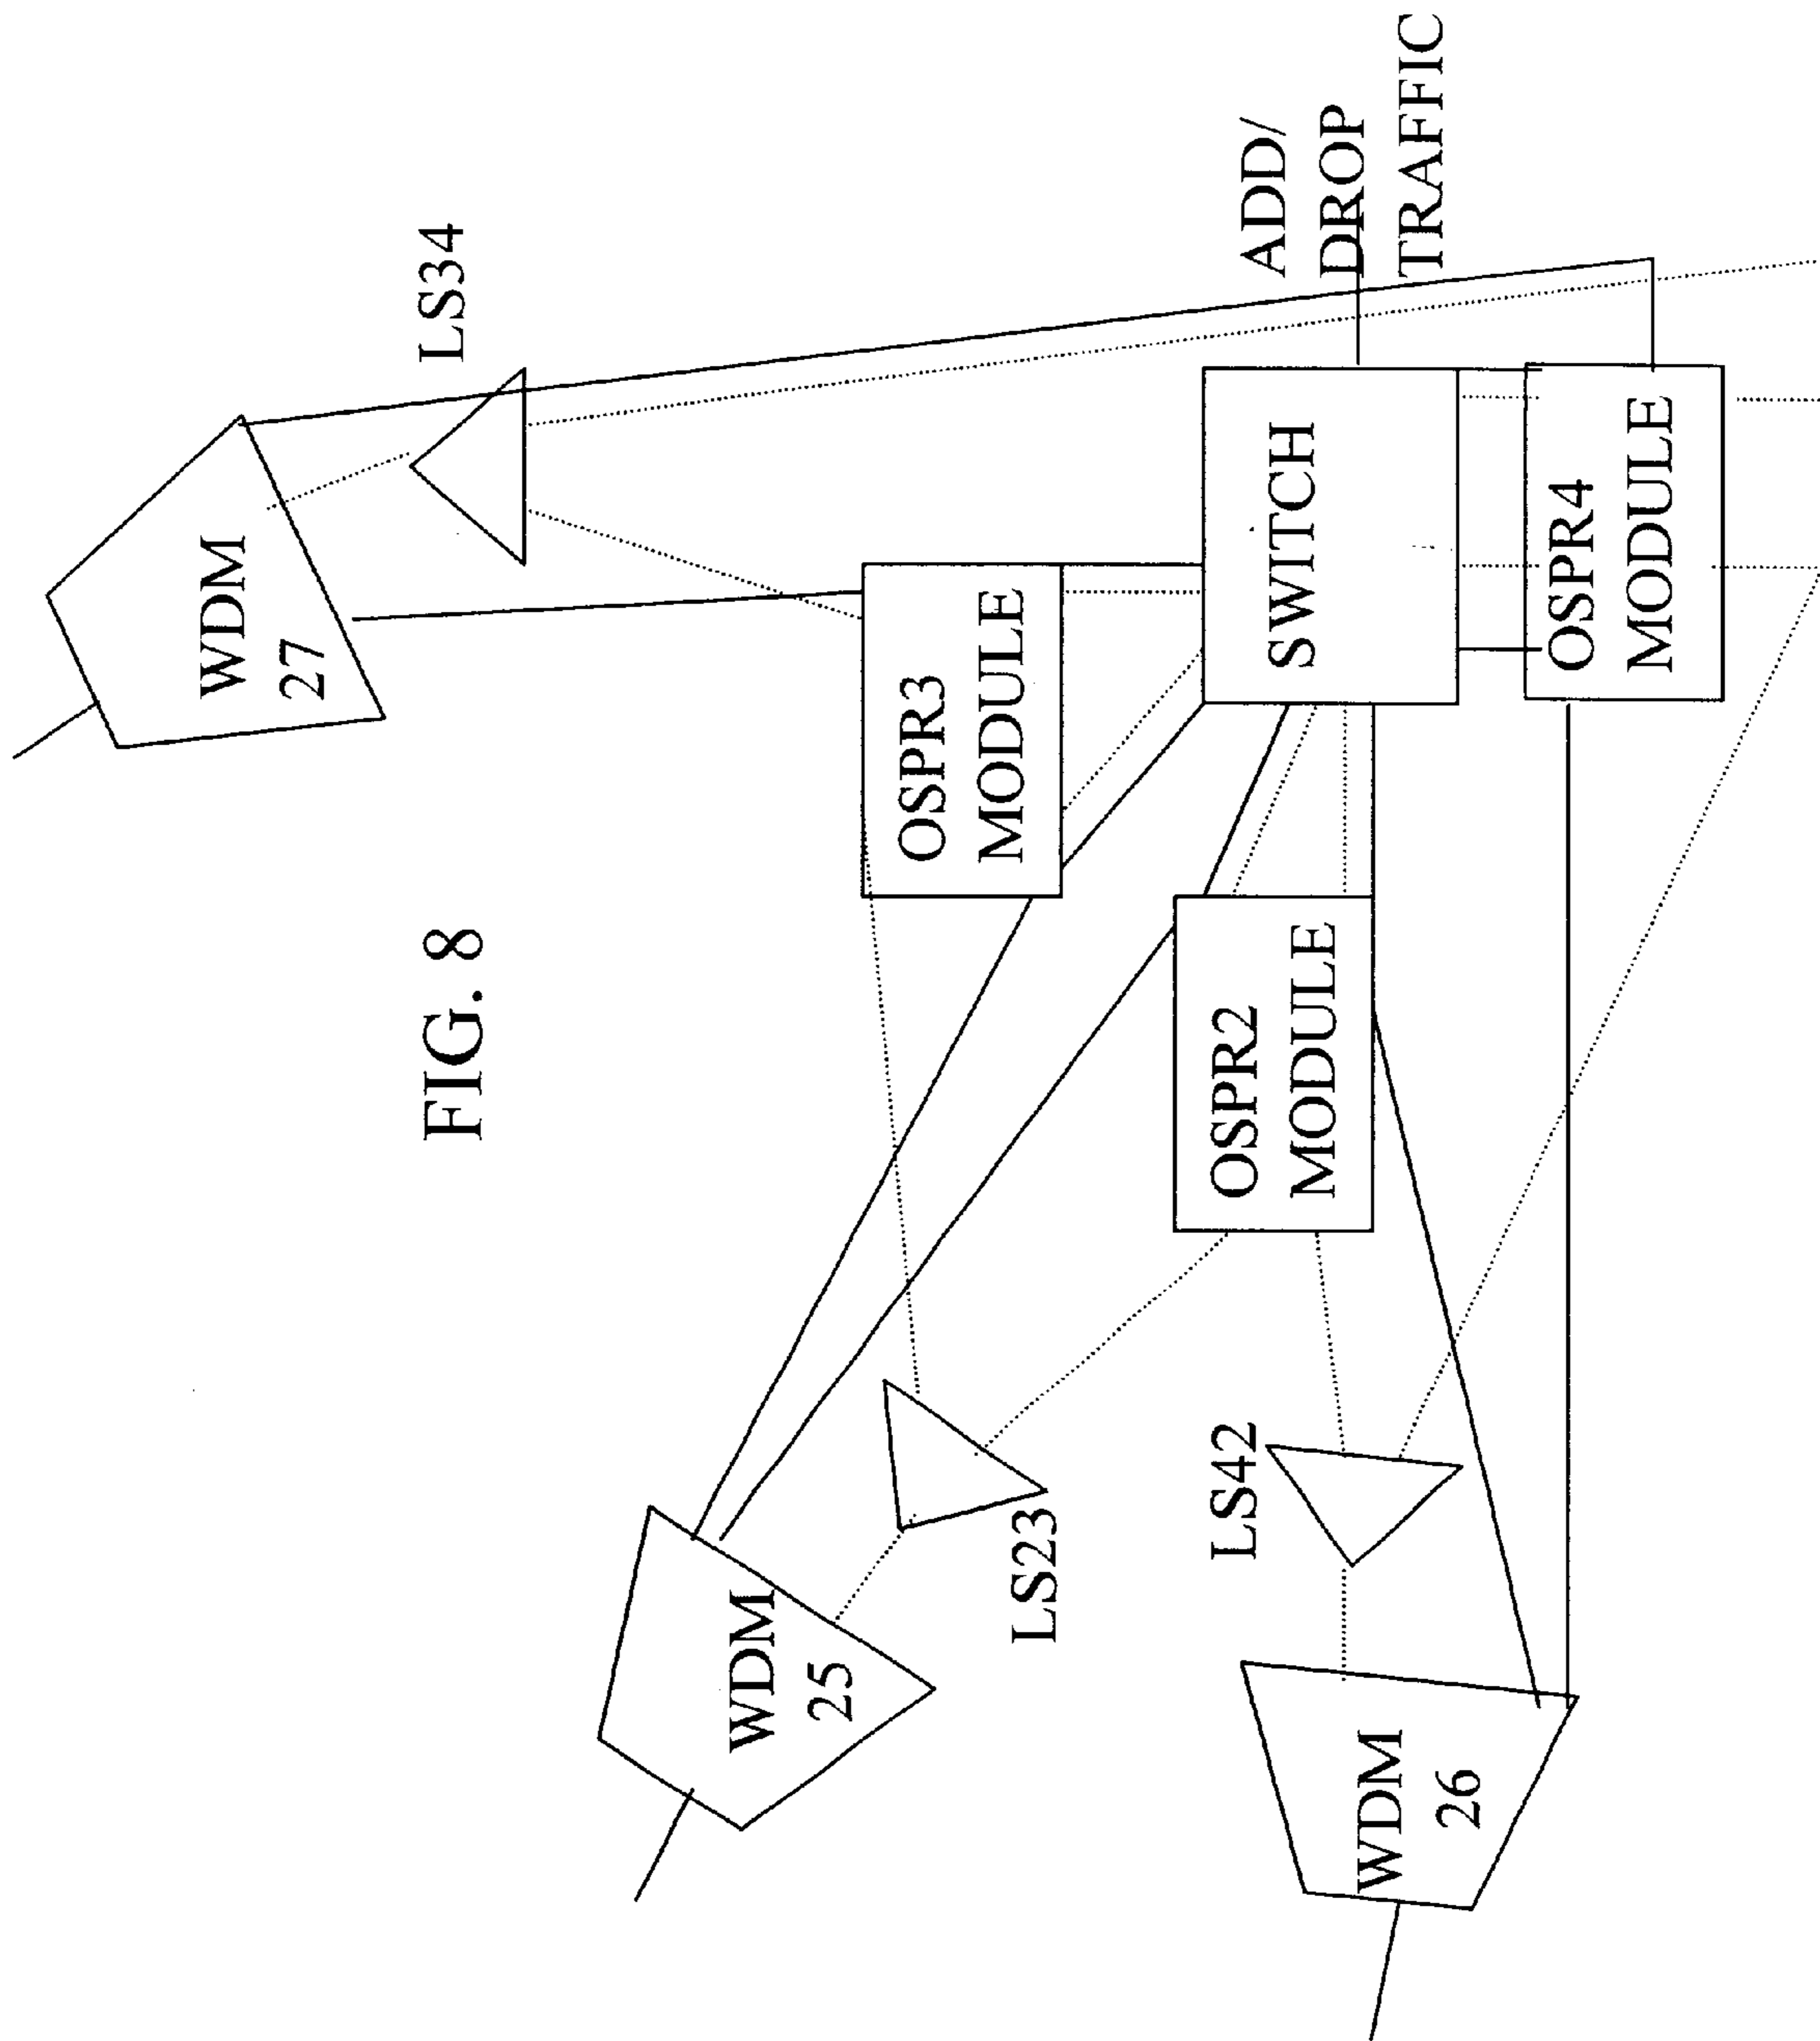 FIG. 8
WDM
25
WDM
26
WDM
27
LS23
LS42
LS34
OSPR2
MODULE
OSPR3
MODULE
SWITCH
OSPR4
MODULE
ADD/
DROP
TRAFFIC